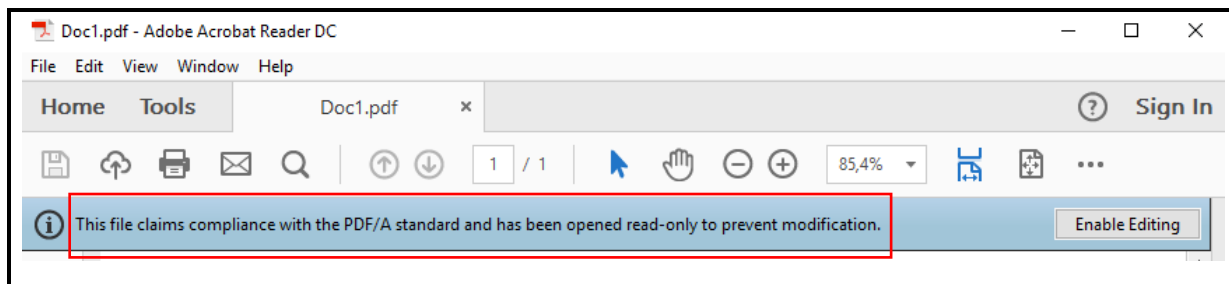 Doc1.pdf - Adobe Acrobat Reader DC
File Edit View Window Help
Home Tools Doc1.pdf × ? Sign In
1 / 1 85,4%
This file claims compliance with the PDF/A standard and has been opened read-only to prevent modification. Enable Editing